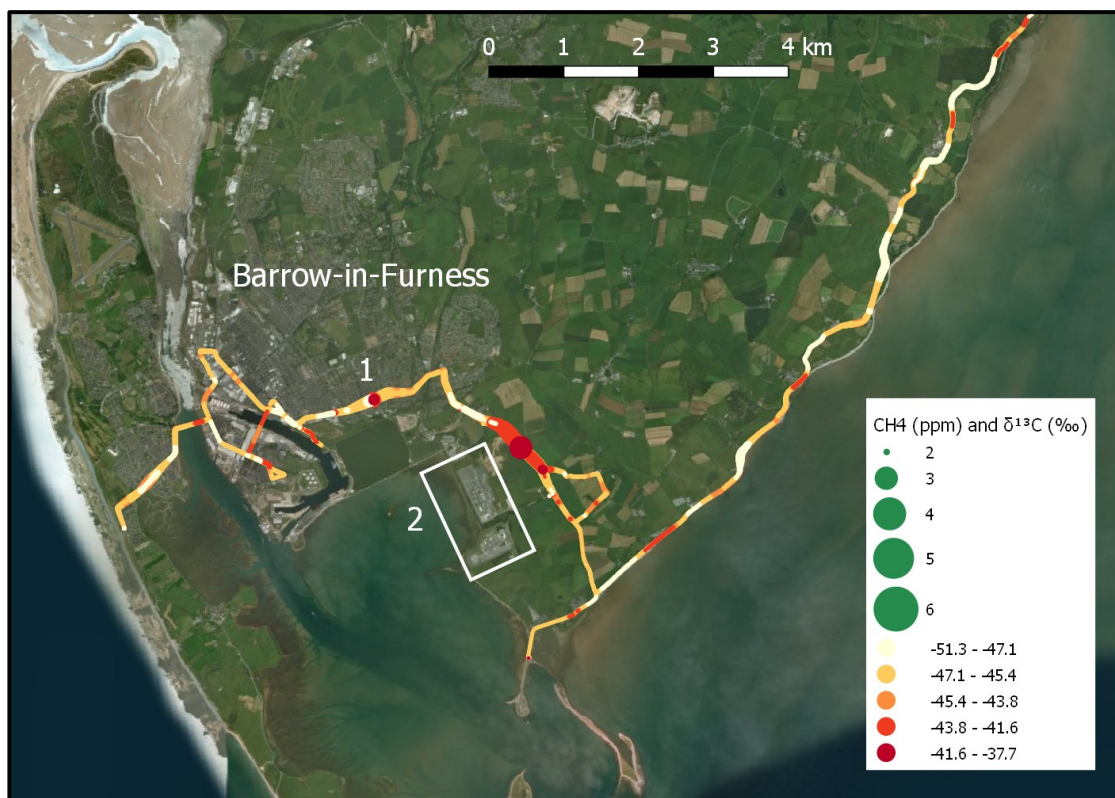 0 1 2 3 4 km
Barrow-in-Furness
1
2
CH4 (ppm) and δ¹³C (‰)
2
3
4
5
6
-51.3 - -47.1
-47.1 - -45.4
-45.4 - -43.8
-43.8 - -41.6
-41.6 - -37.7